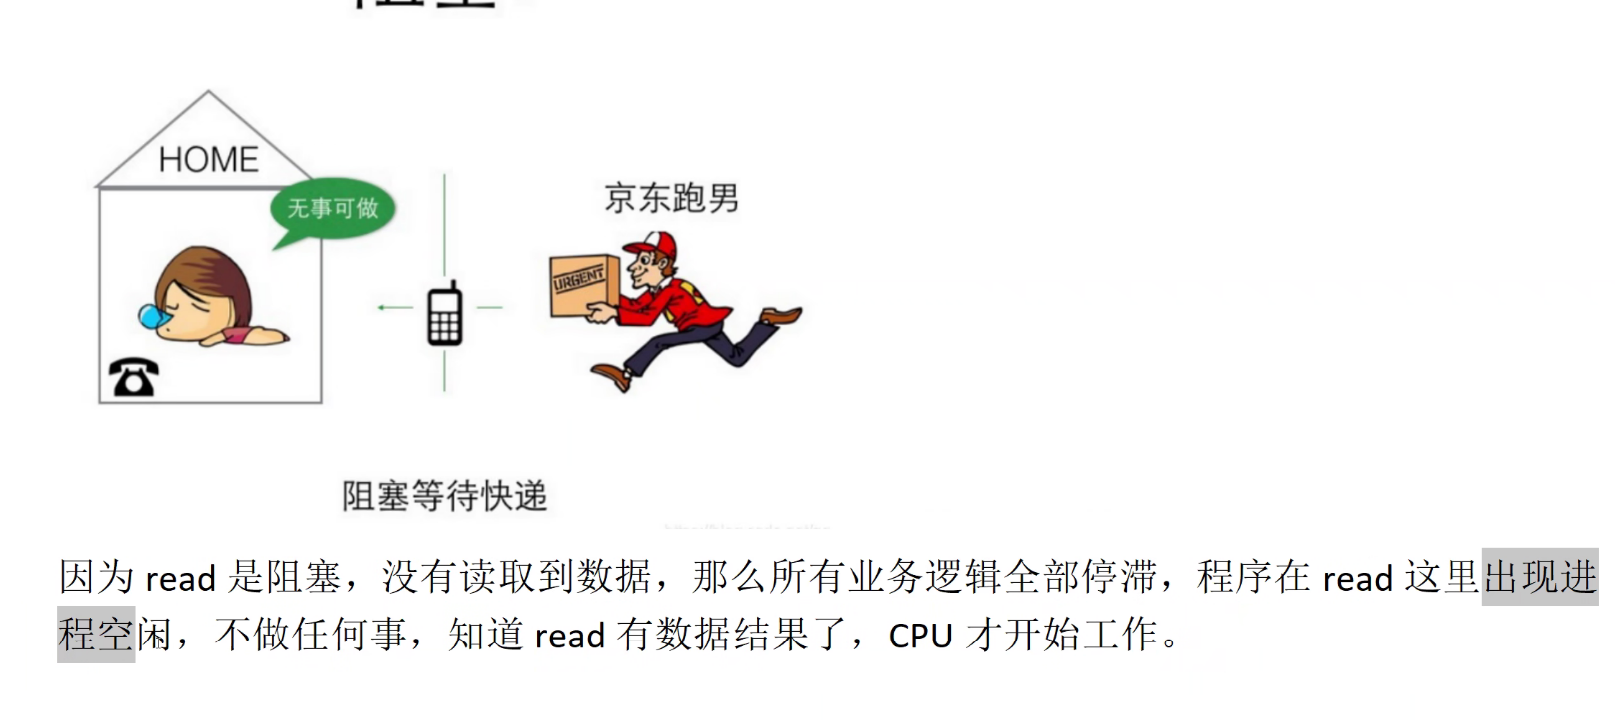 HOME
无事可做
京东跑男
URGENT
阻塞等待快递
因为 read 是阻塞，没有读取到数据，那么所有业务逻辑全部停滞，程序在 read 这里出现进
程空闲，不做任何事，知道 read 有数据结果了，CPU 才开始工作。